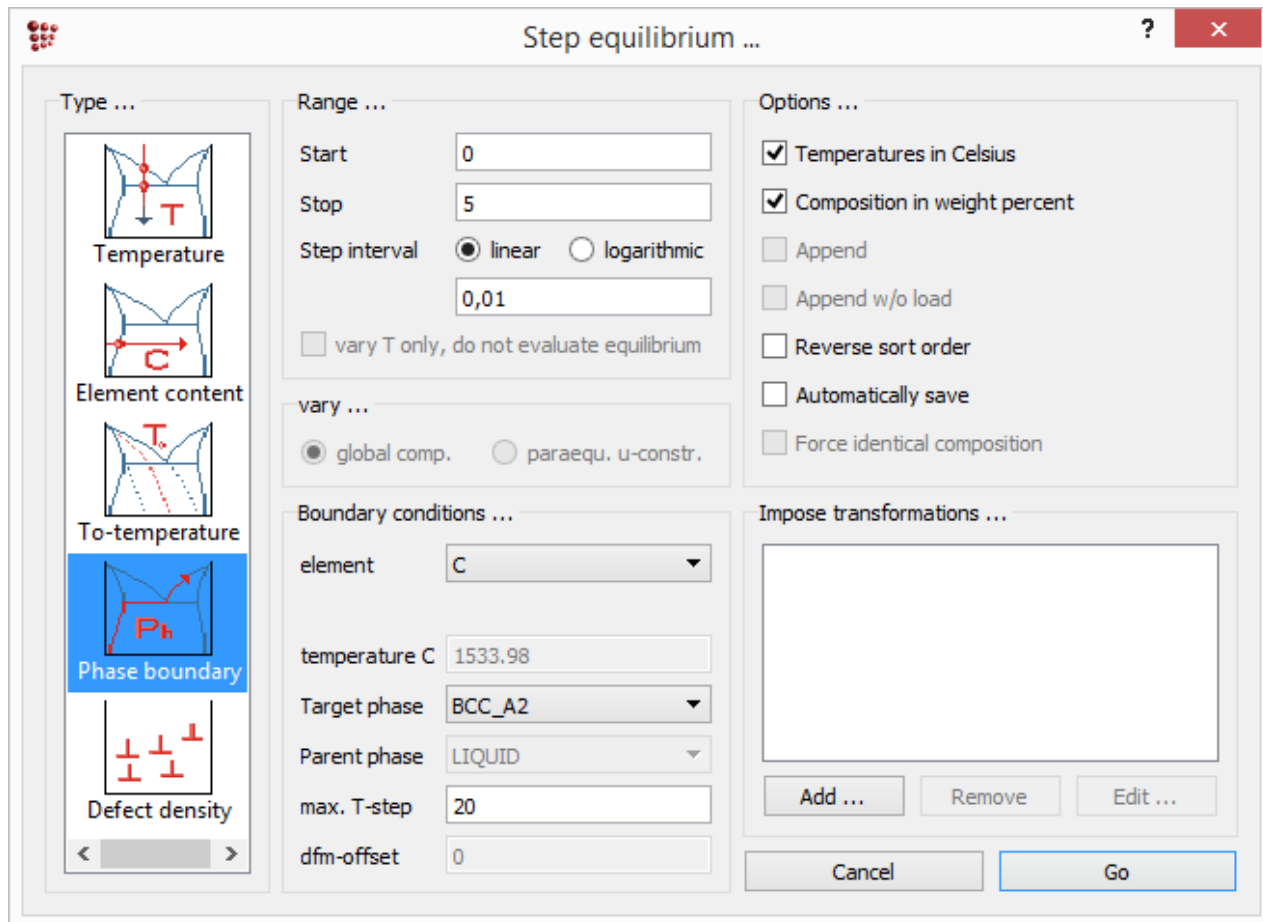 Step equilibrium ...
?
×
Type ...
T
Temperature
C
Element content
To
To-temperature
Ph
Phase boundary
Defect density
Range ...
Start
0
Stop
5
Step interval
linear
logarithmic
0,01
vary T only, do not evaluate equilibrium
vary ...
global comp.
paraequ. u-constr.
Boundary conditions ...
element
C
temperature C
1533.98
Target phase
BCC_A2
Parent phase
LIQUID
max. T-step
20
dfm-offset
0
Options ...
Temperatures in Celsius
Composition in weight percent
Append
Append w/o load
Reverse sort order
Automatically save
Force identical composition
Impose transformations ...
Add ...
Remove
Edit ...
Cancel
Go